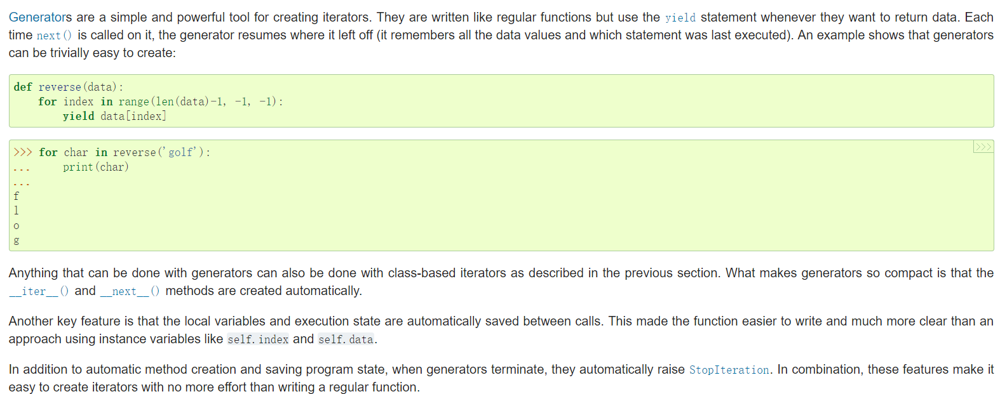 Generators are a simple and powerful tool for creating iterators. They are written like regular functions but use the yield statement whenever they want to return data. Each
time next() is called on it, the generator resumes where it left off (it remembers all the data values and which statement was last executed). An example shows that generators
can be trivially easy to create:
def reverse(data):
    for index in range(len(data)-1, -1, -1):
        yield data[index]
>>> for char in reverse('golf'):
>>>
...     print(char)
...
f
l
o
g
Anything that can be done with generators can also be done with class-based iterators as described in the previous section. What makes generators so compact is that the
__iter__() and __next__() methods are created automatically.
Another key feature is that the local variables and execution state are automatically saved between calls. This made the function easier to write and much more clear than an
approach using instance variables like self.index and self.data.
In addition to automatic method creation and saving program state, when generators terminate, they automatically raise StopIteration. In combination, these features make it
easy to create iterators with no more effort than writing a regular function.